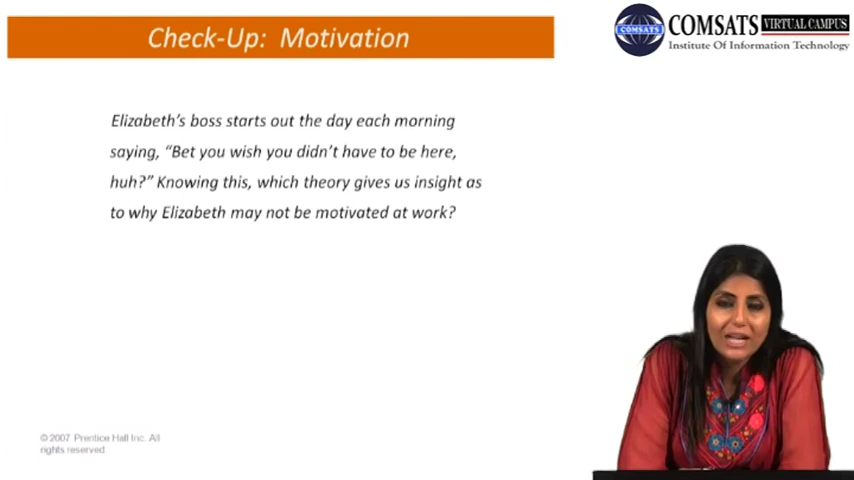 Check-Up: Motivation
COMSATS
COMSATS VIRTUAL CAMPUS
Institute Of Information Technology
Elizabeth's boss starts out the day each morning
saying, “Bet you wish you didn't have to be here,
huh?” Knowing this, which theory gives us insight as
to why Elizabeth may not be motivated at work?
© 2007 Prentice Hall Inc. All
rights reserved.